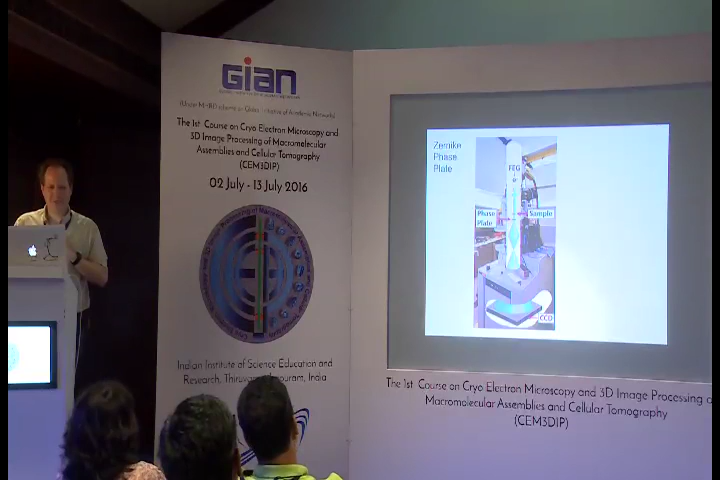 GIAN
The 1st Course on Cryo Electron Microscopy and
3D Image Processing of Macromolecular
Assemblies and Cellular Tomography
(CEM3DIP)
02 July - 13 July 2016
Indian Institute of Science Education and
Research, India
Zernike
Phase
Plate
FEG
Phase
Plate
Sample
CCD
The 1st Course on Cryo Electron Microscopy and 3D Image Processing
Macromolecular Assemblies and Cellular Tomography
(CEM3DIP)